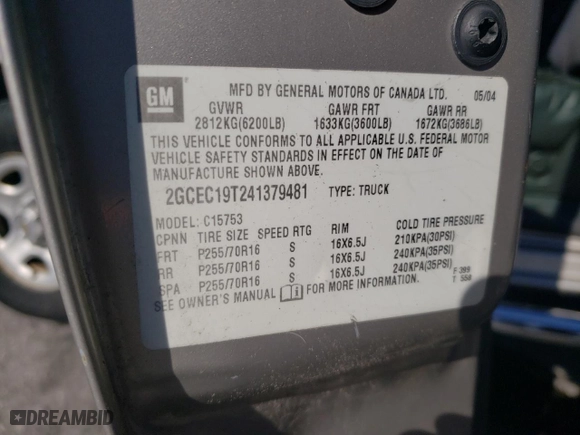 GM
MFD BY GENERAL MOTORS OF CANADA LTD. 05/04
GVWR GAWR FRT GAWR RR
2812KG(6200LB) 1633KG(3600LB) 1672KG(3686LB)
THIS VEHICLE CONFORMS TO ALL APPLICABLE U.S. FEDERAL MOTOR
VEHICLE SAFETY STANDARDS IN EFFECT ON THE DATE OF
MANUFACTURE SHOWN ABOVE.
2GCEC19T241379481 TYPE: TRUCK
MODEL: C15753
CPNN TIRE SIZE SPEED RTG RIM COLD TIRE PRESSURE
FRT P255/70R16 S 16X6.5J 210KPA(30PSI)
RR P255/70R16 S 16X6.5J 240KPA(35PSI)
SPA P255/70R16 S 16X6.5J 240KPA(35PSI)
SEE OWNER'S MANUAL FOR MORE INFORMATION.
F 395
T 558
DREAMBID